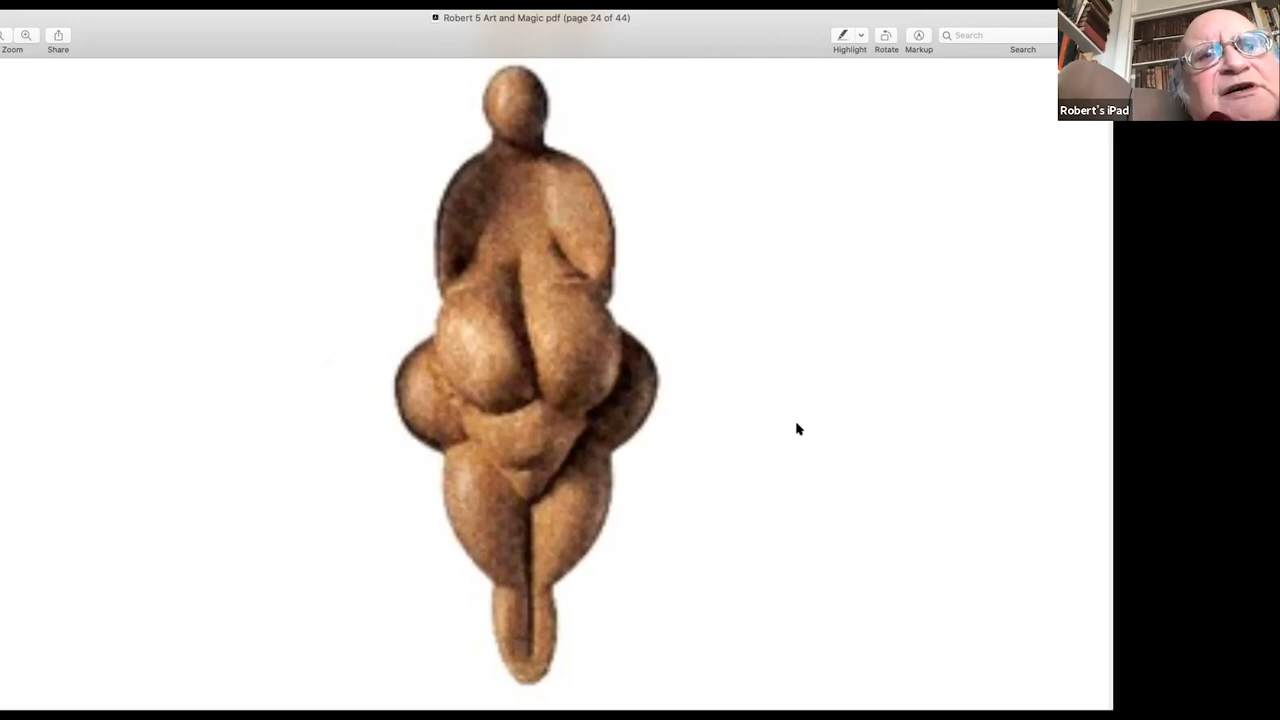 Robert 5 Art and Magic pdf (page 24 of 44)
Zoom
Share
Highlight
Rotate
Markup
Search
Search
Robert's iPad